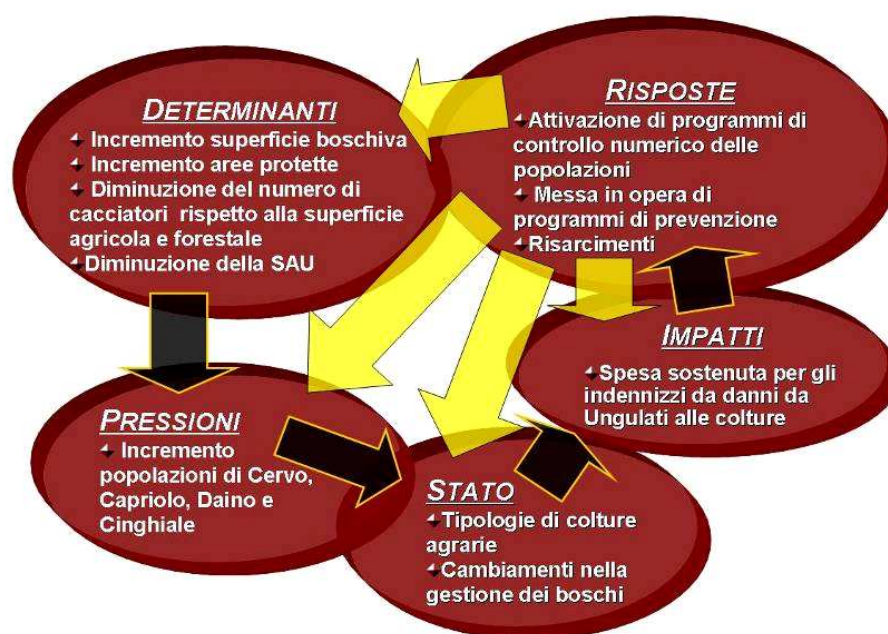 DETERMINANTI
Incremento superficie boschiva
Incremento aree protette
Diminuzione del numero di
cacciatori rispetto alla superficie
agricola e forestale
Diminuzione della SAU
RISPOSTE
Attivazione di programmi di
controllo numerico delle
popolazioni
Messa in opera di
programmi di prevenzione
Risarcimenti
IMPATTI
Spesa sostenuta per gli
indennizzi da danni da
Ungulati alle colture
PRESSIONI
Incremento
popolazioni di Cervo,
Capriolo, Daino e
Cinghiale
STATO
Tipologie di colture
agrarie
Cambiamenti nella
gestione dei boschi